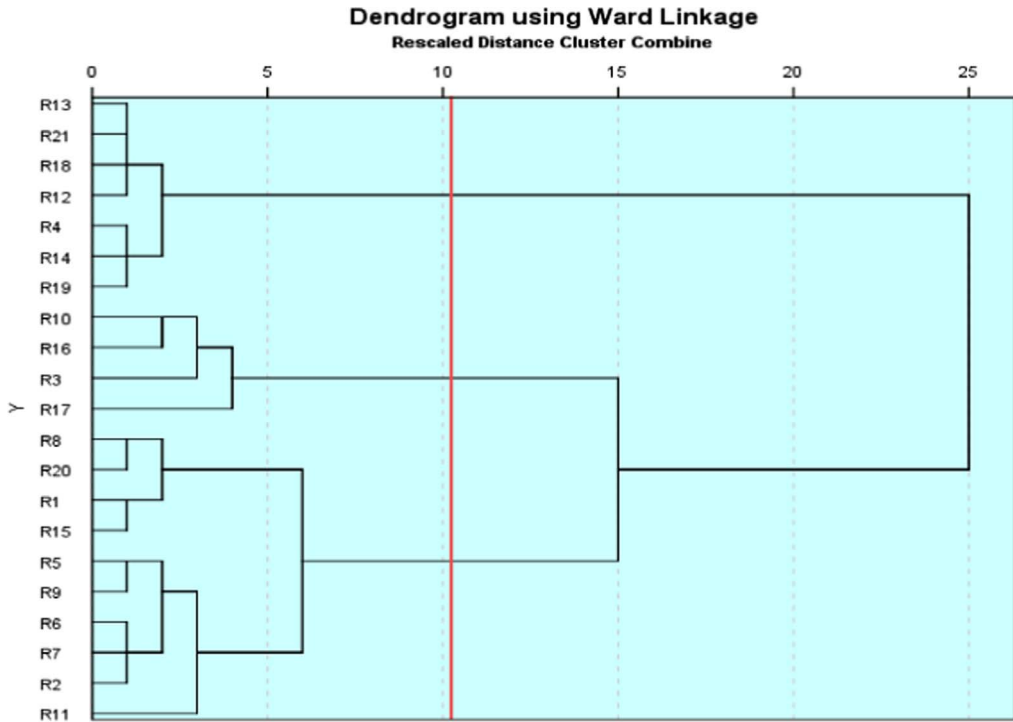 Dendrogram using Ward Linkage
Rescaled Distance Cluster Combine
0 5 10 15 20 25
R13
R21
R18
R12
R4
R14
R19
R10
R16
R3
R17
Y
R8
R20
R1
R15
R5
R9
R6
R7
R2
R11